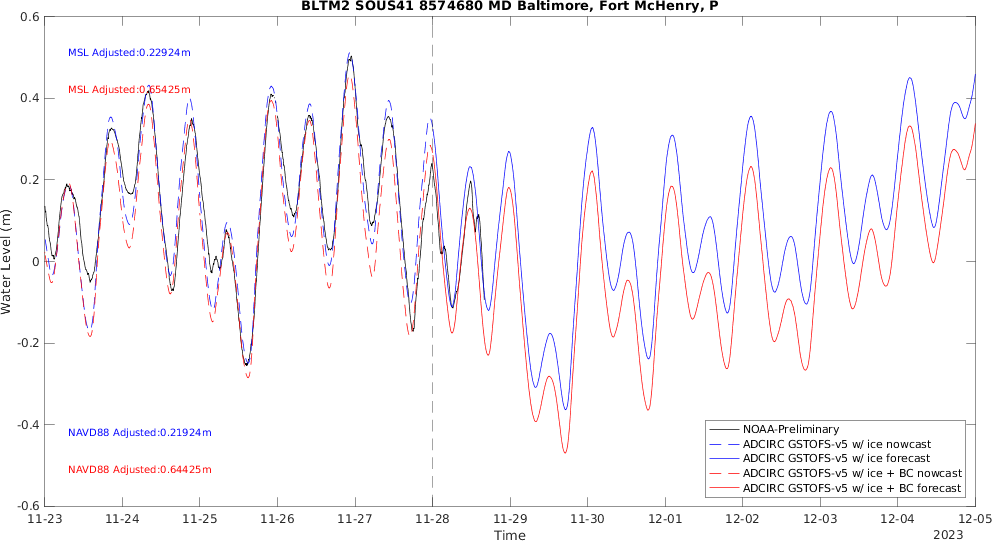 BLTM2 SOUS41 8574680 MD Baltimore, Fort McHenry, P
Water Level (m)
0.6
0.4
0.2
0
-0.2
-0.4
-0.6
MSL Adjusted:0.22924m
MSL Adjusted:0.65425m
NAVD88 Adjusted:0.21924m
NAVD88 Adjusted:0.64425m
NOAA-Preliminary
ADCIRC GSTOFS-v5 w/ ice nowcast
ADCIRC GSTOFS-v5 w/ ice forecast
ADCIRC GSTOFS-v5 w/ ice + BC nowcast
ADCIRC GSTOFS-v5 w/ ice + BC forecast
11-23 11-24 11-25 11-26 11-27 11-28 11-29 11-30 12-01 12-02 12-03 12-04 12-05
Time
2023